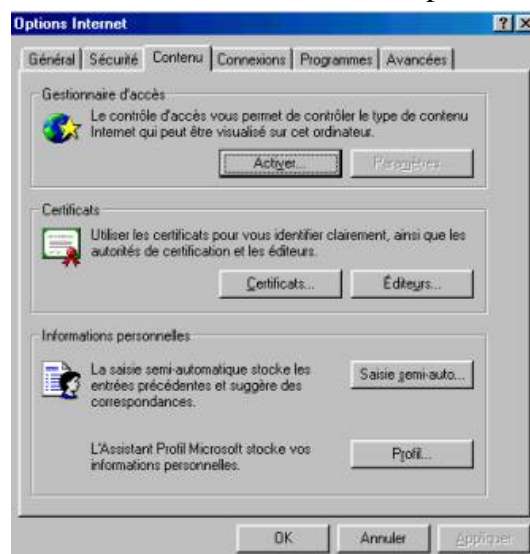 Options Internet
Général Sécurité Contenu Connexions Programmes Avancées
Gestionnaire d'accès
Le contrôle d'accès vous permet de contrôler le type de contenu
Internet qui peut être visualisé sur cet ordinateur.
Activer... Paramètres...
Certificats
Utiliser les certificats pour vous identifier clairement, ainsi que les
autorités de certification et les éditeurs.
Certificats... Éditeurs...
Informations personnelles
La saisie semi-automatique stocke les
entrées précédentes et suggère des
correspondances.
Saisie semi-auto...
L'Assistant Profil Microsoft stocke vos
informations personnelles.
Profil...
OK Annuler Appliquer